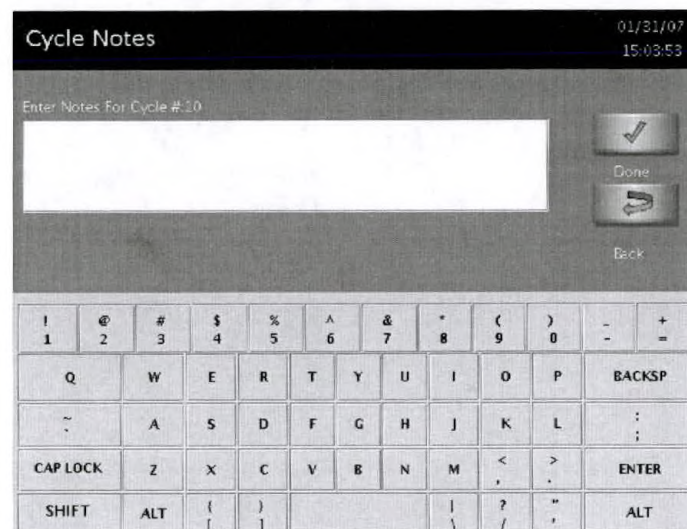 Cycle Notes
01/31/07
15:03:53
Enter Notes For Cycle #:20
Done
Back
! @ # $ % ^ & * ( ) _ +
1 2 3 4 5 6 7 8 9 0 - =
Q W E R T Y U I O P BACKSP
~ A S D F G H J K L :
` ;
CAP LOCK Z X C V B N M < > ENTER
, .
SHIFT ALT { } | ? " ALT
[ ] \ / '